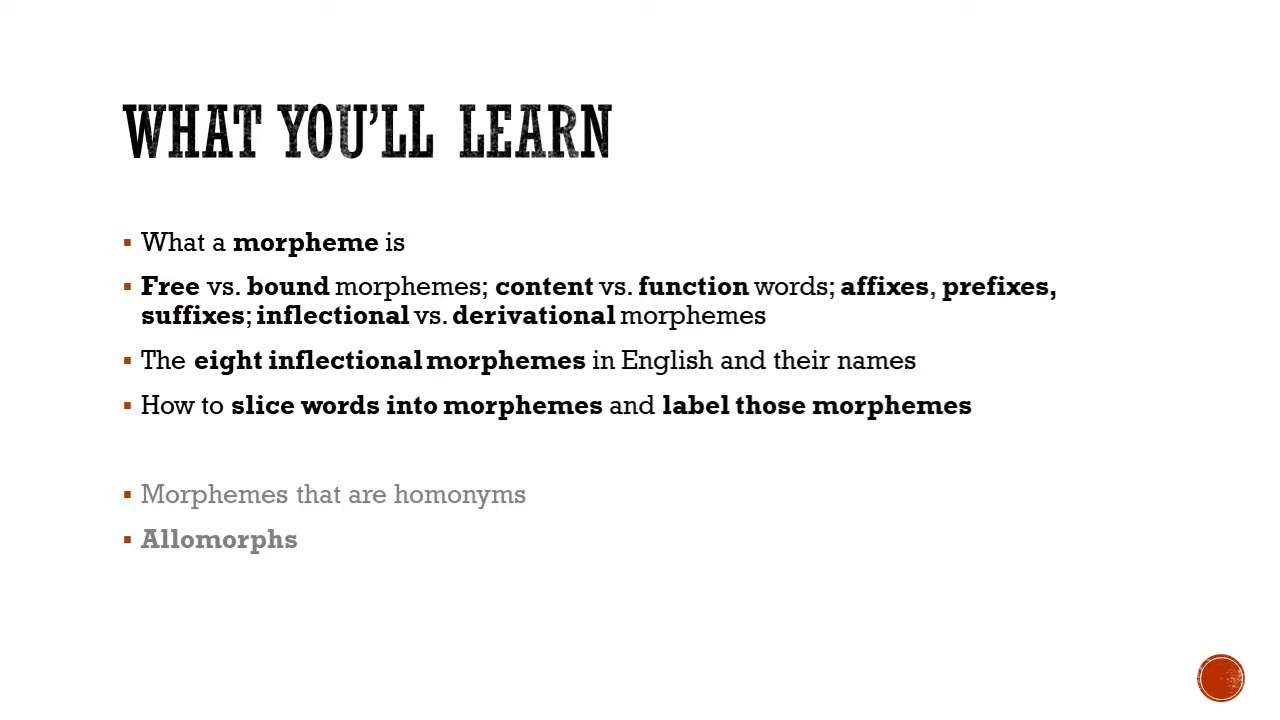 WHAT YOU'LL LEARN
▪ What a morpheme is
▪ Free vs. bound morphemes; content vs. function words; affixes, prefixes,
suffixes; inflectional vs. derivational morphemes
▪ The eight inflectional morphemes in English and their names
▪ How to slice words into morphemes and label those morphemes
▪ Morphemes that are homonyms
▪ Allomorphs